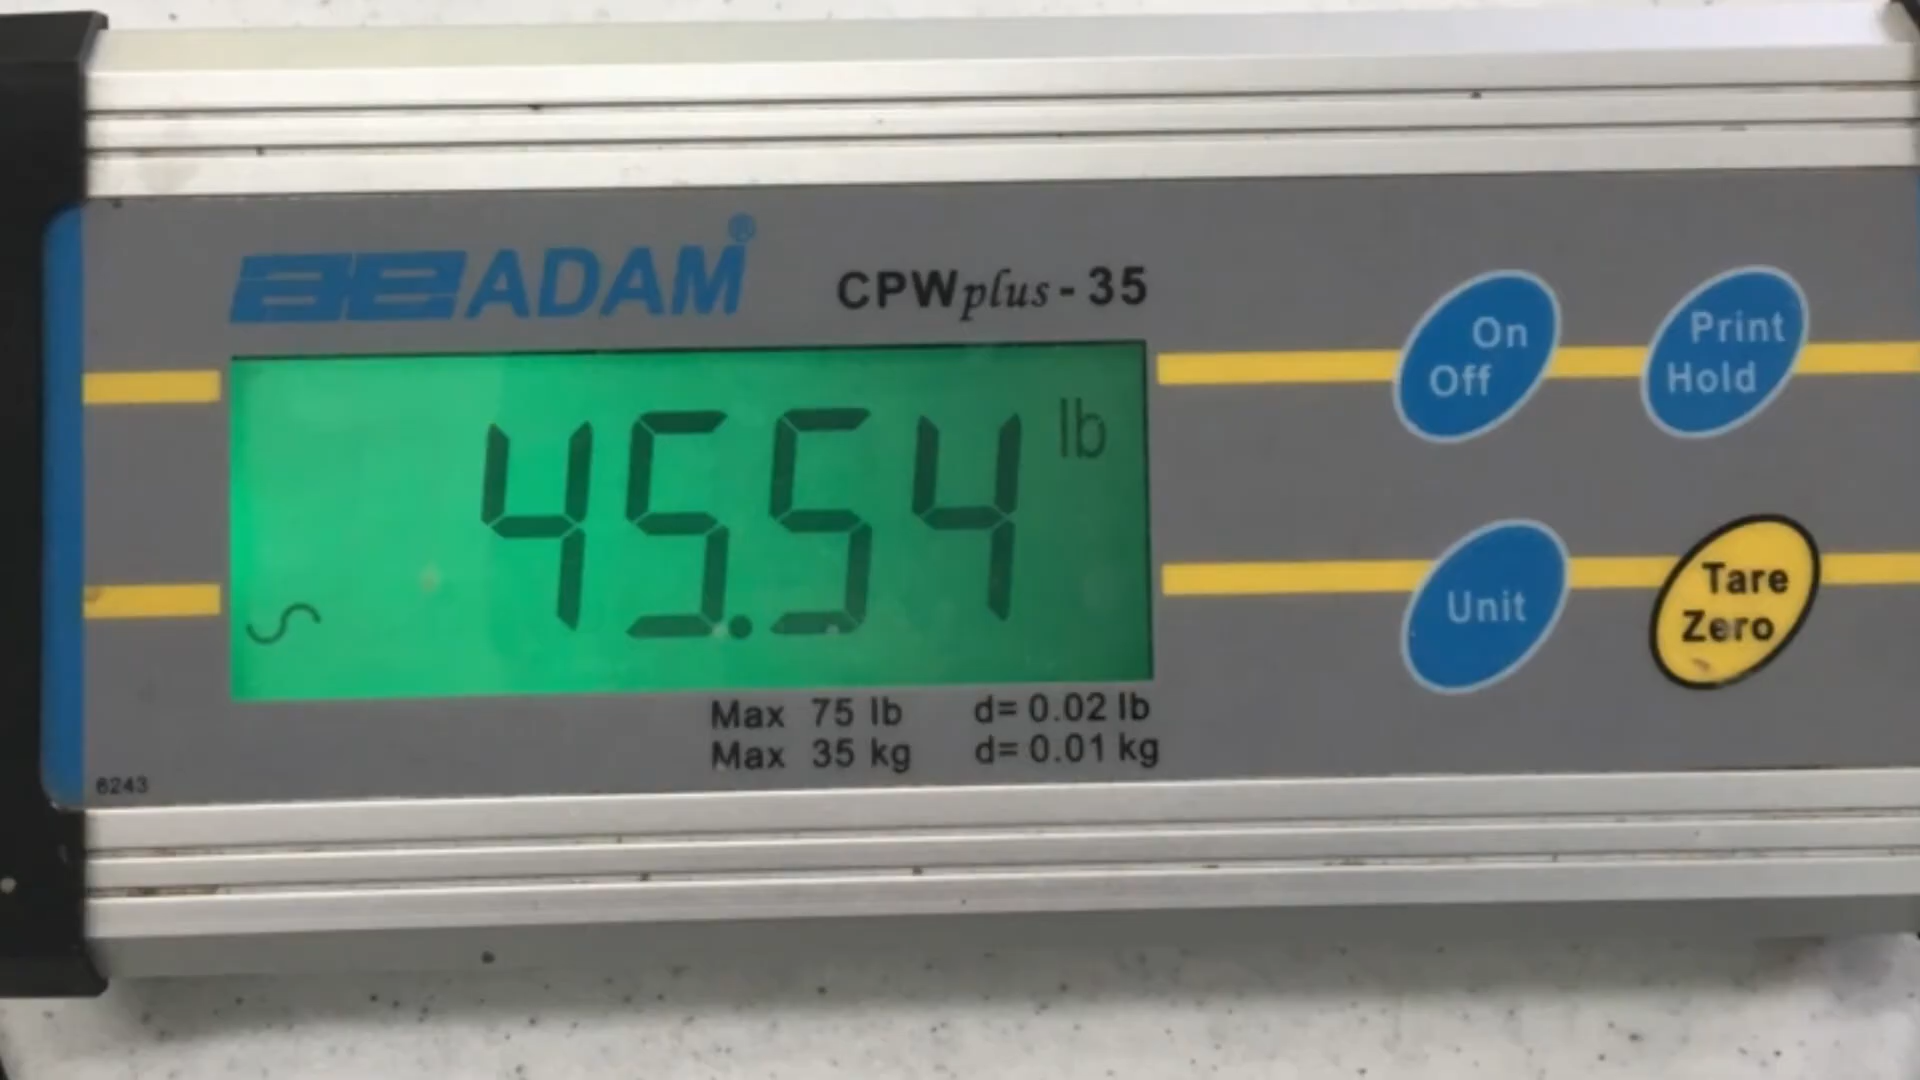 ae ADAM®
CPWplus-35
45.54 lb
Max 75 lb d= 0.02 lb
Max 35 kg d= 0.01 kg
6243
On
Off
Print
Hold
Unit
Tare
Zero